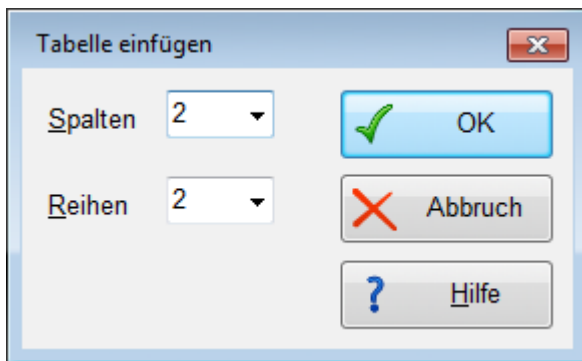 Tabelle einfügen
Spalten 2
OK
Reihen 2
Abbruch
Hilfe